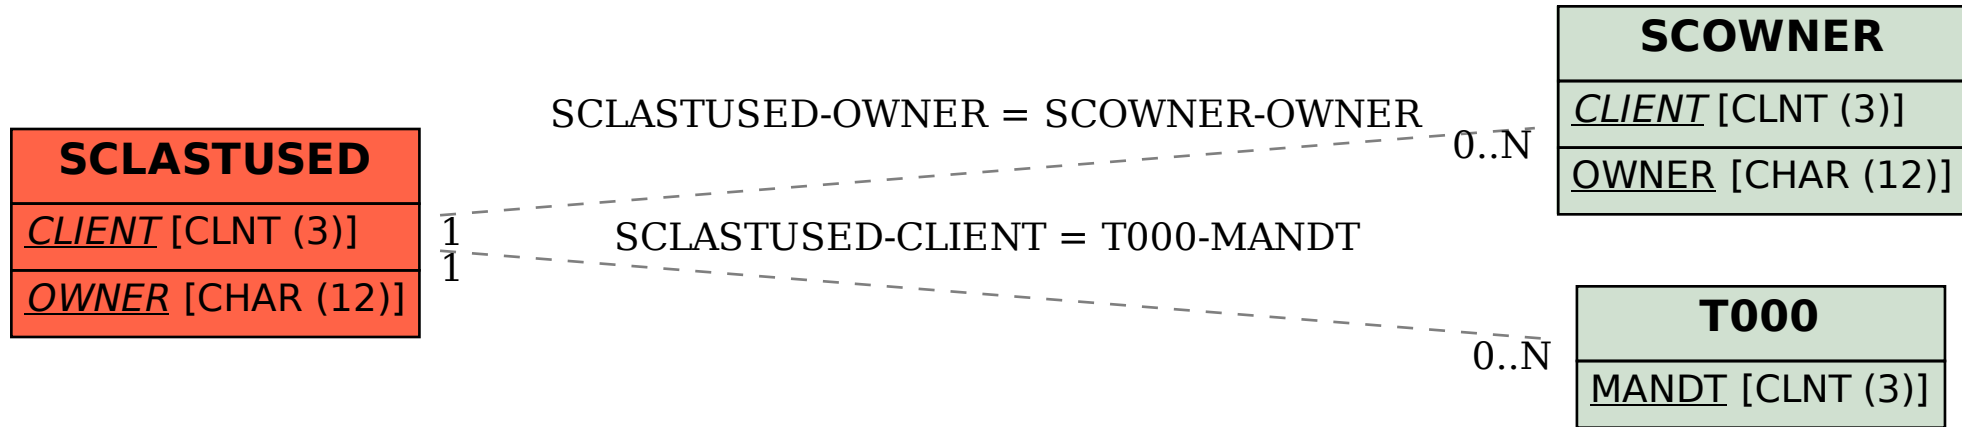 SCLASTUSED
CLIENT [CLNT (3)]
OWNER [CHAR (12)]
SCLASTUSED-OWNER = SCOWNER-OWNER
1
0..N
SCLASTUSED-CLIENT = T000-MANDT
1
0..N
SCOWNER
CLIENT [CLNT (3)]
OWNER [CHAR (12)]
T000
MANDT [CLNT (3)]